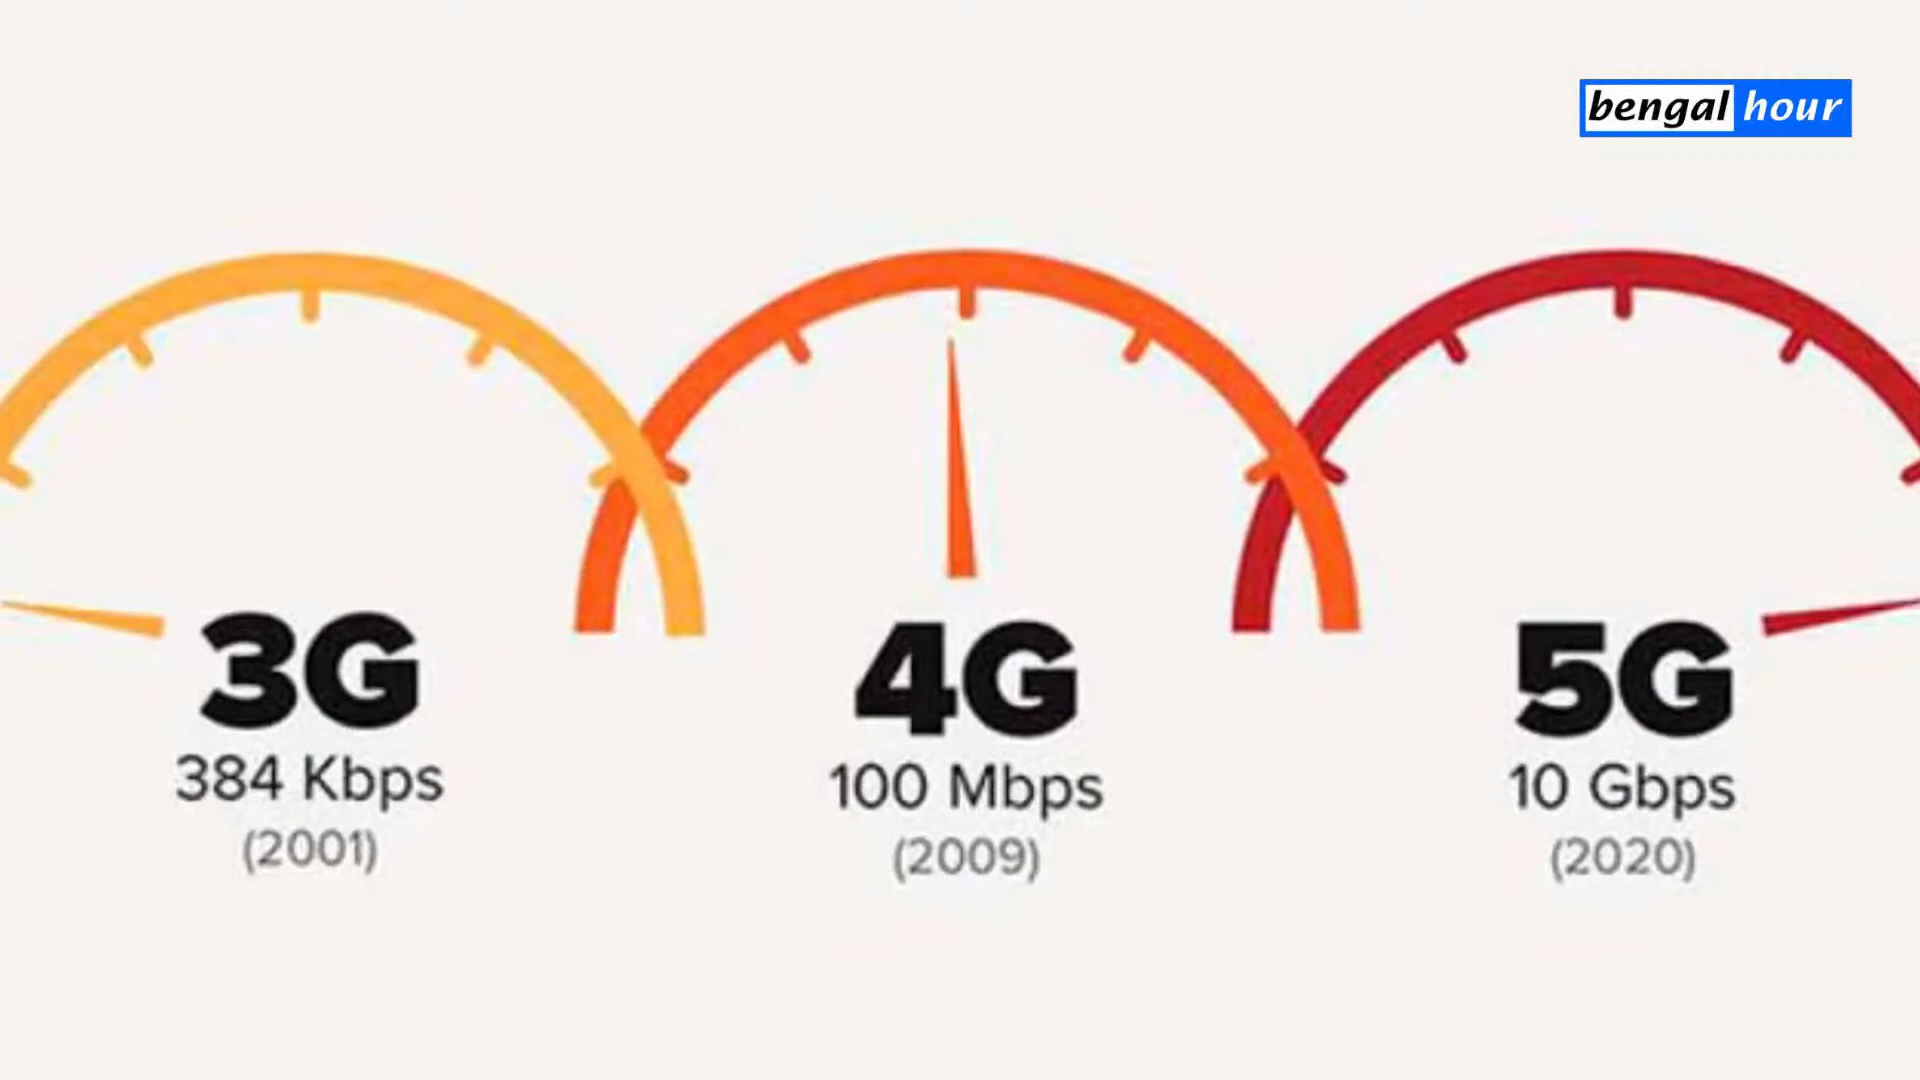 bengal hour
3G
384 Kbps
(2001)
4G
100 Mbps
(2009)
5G
10 Gbps
(2020)